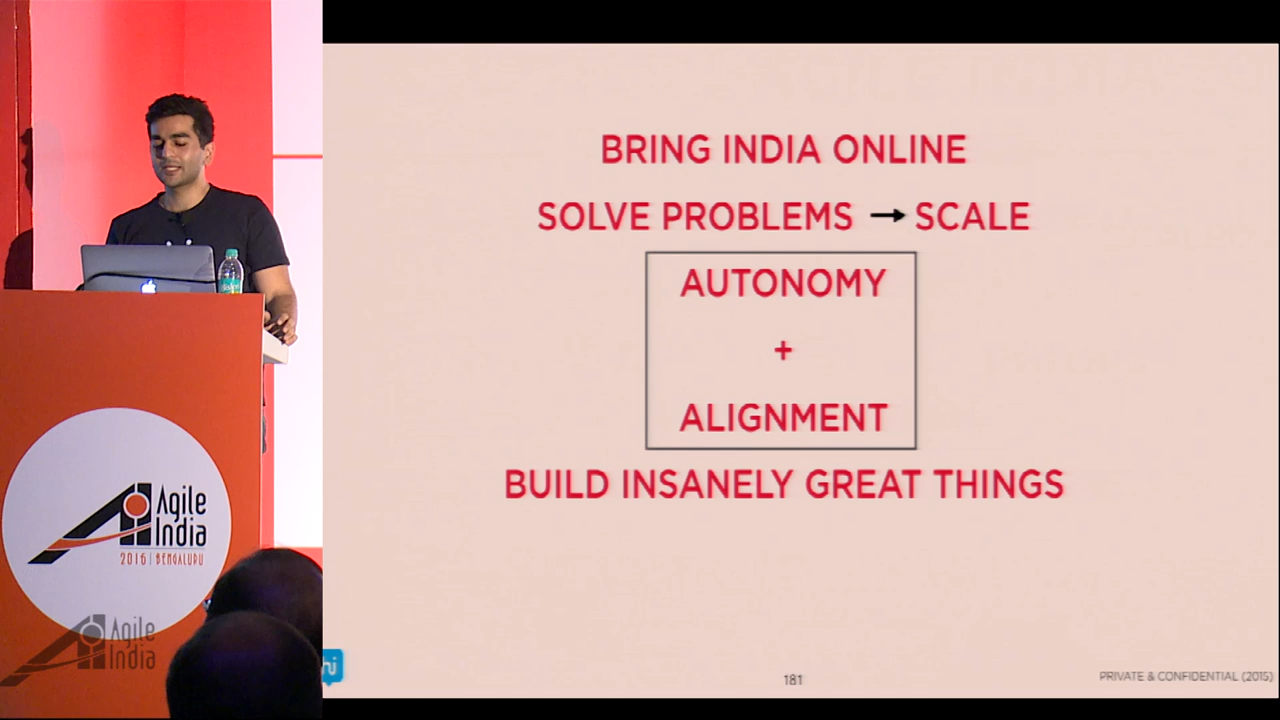 BRING INDIA ONLINE
SOLVE PROBLEMS → SCALE
AUTONOMY
+
ALIGNMENT
BUILD INSANELY GREAT THINGS
hi
181
PRIVATE & CONFIDENTIAL (2015)
Agile
India
2016 | BENGALURU
Agile
India